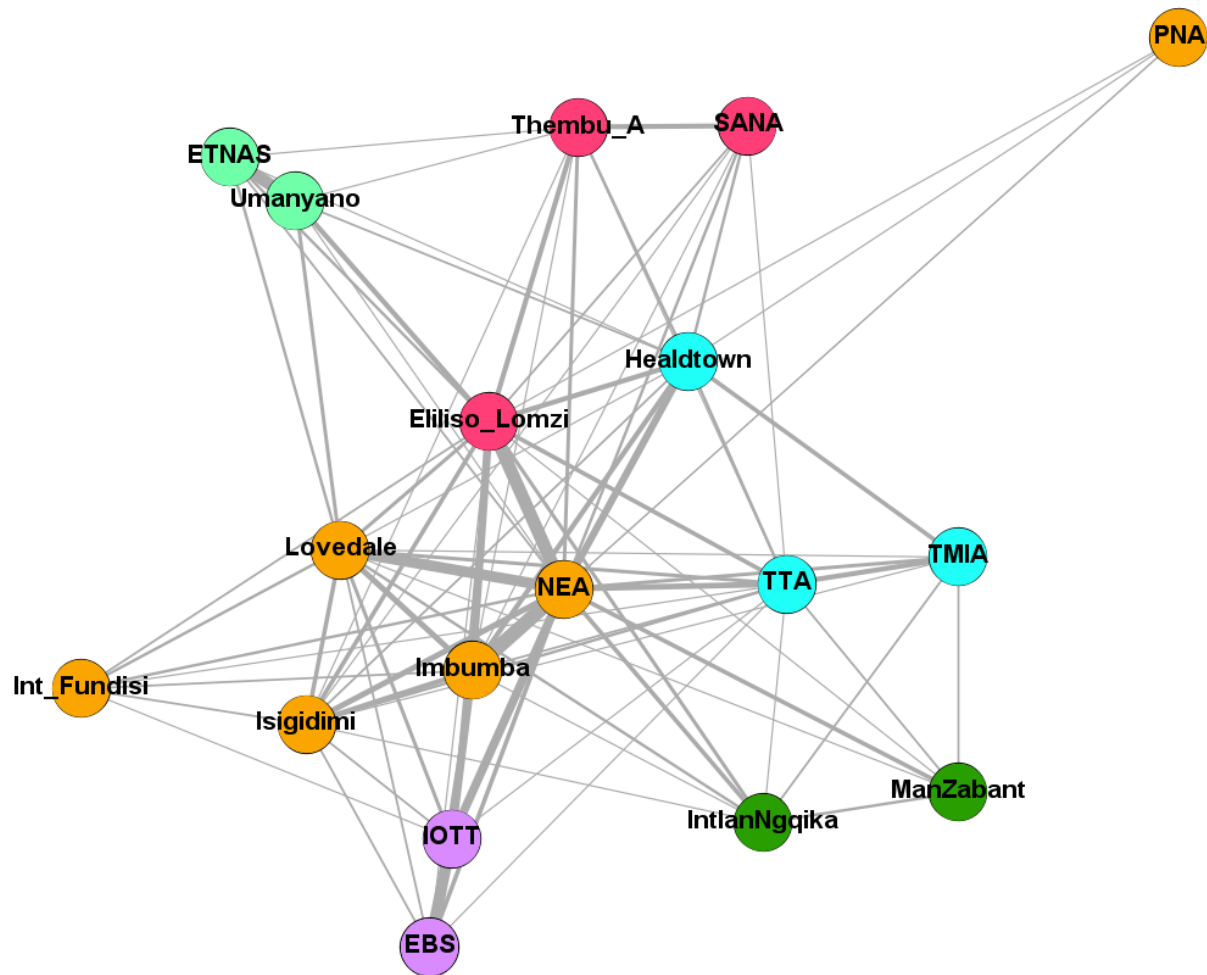 PNA
Thembu_A
SANA
ETNAS
Umanyano
Healdtown
Eliliso_Lomzi
Lovedale
NEA
TTA
TMIA
Imbumba
Int_Fundisi
Isigidimi
ManZabant
IntlanNgqika
IOTT
EBS